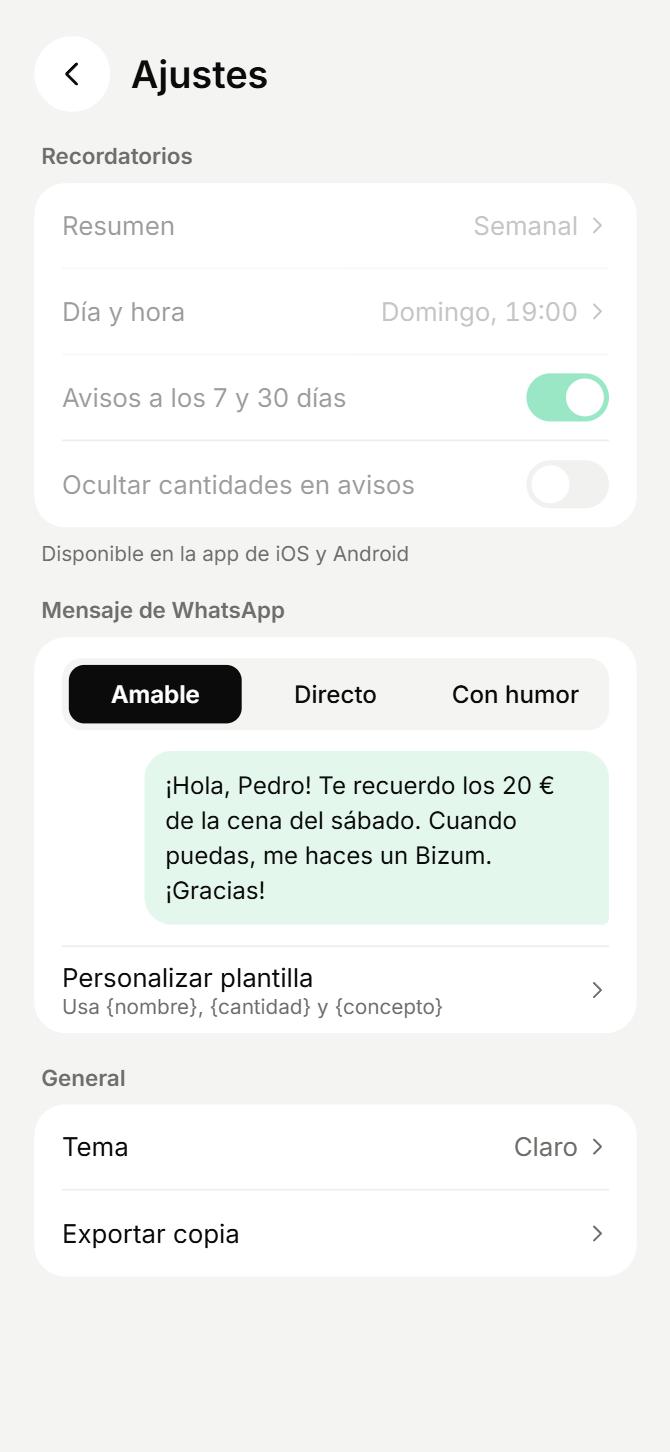 Ajustes
Recordatorios
Resumen Semanal
Día y hora Domingo, 19:00
Avisos a los 7 y 30 días
Ocultar cantidades en avisos
Disponible en la app de iOS y Android
Mensaje de WhatsApp
Amable Directo Con humor
¡Hola, Pedro! Te recuerdo los 20 €
de la cena del sábado. Cuando
puedas, me haces un Bizum.
¡Gracias!
Personalizar plantilla
Usa {nombre}, {cantidad} y {concepto}
General
Tema Claro
Exportar copia